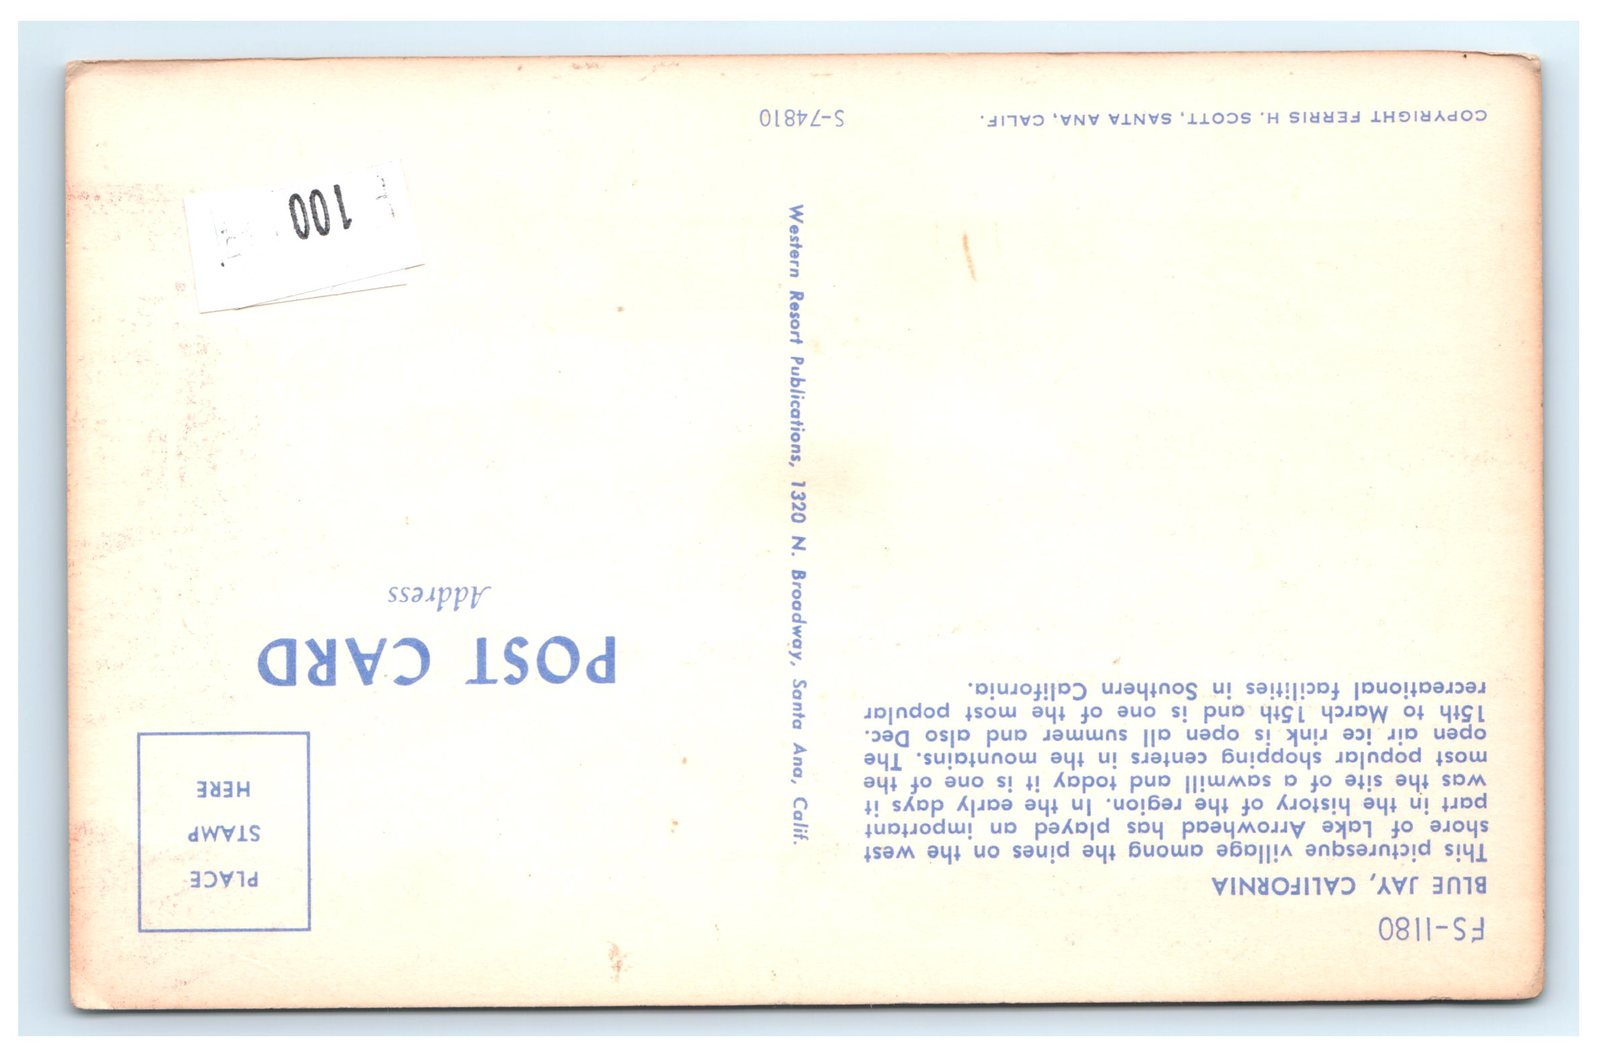 FS-1180
BLUE JAY, CALIFORNIA
This picturesque village among the pines on the west
shore of Lake Arrowhead has played an important
part in the history of the region. In the early days it
was the site of a sawmill and today it is one of the
most popular shopping centers in the mountains. The
open air ice rink is open all summer and also Dec.
15th to March 15th and is one of the most popular
recreational facilities in Southern California.
COPYRIGHT FERRIS H. SCOTT, SANTA ANA, CALIF.
S-74810
Western Resort Publications, 1320 N. Broadway, Santa Ana, Calif.
PLACE
STAMP
HERE
POST CARD
Address
100